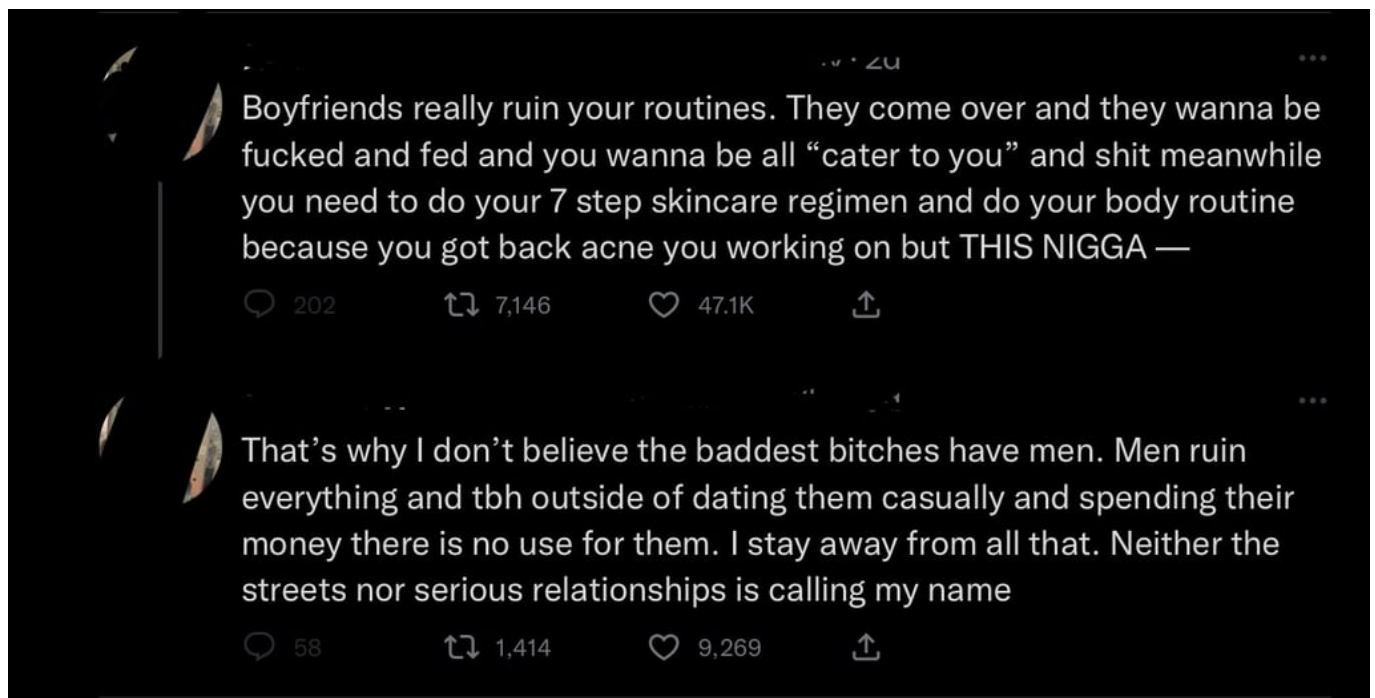 Boyfriends really ruin your routines. They come over and they wanna be
fucked and fed and you wanna be all “cater to you” and shit meanwhile
you need to do your 7 step skincare regimen and do your body routine
because you got back acne you working on but THIS NIGGA —
202 7,146 47.1K
That’s why I don’t believe the baddest bitches have men. Men ruin
everything and tbh outside of dating them casually and spending their
money there is no use for them. I stay away from all that. Neither the
streets nor serious relationships is calling my name
58 1,414 9,269